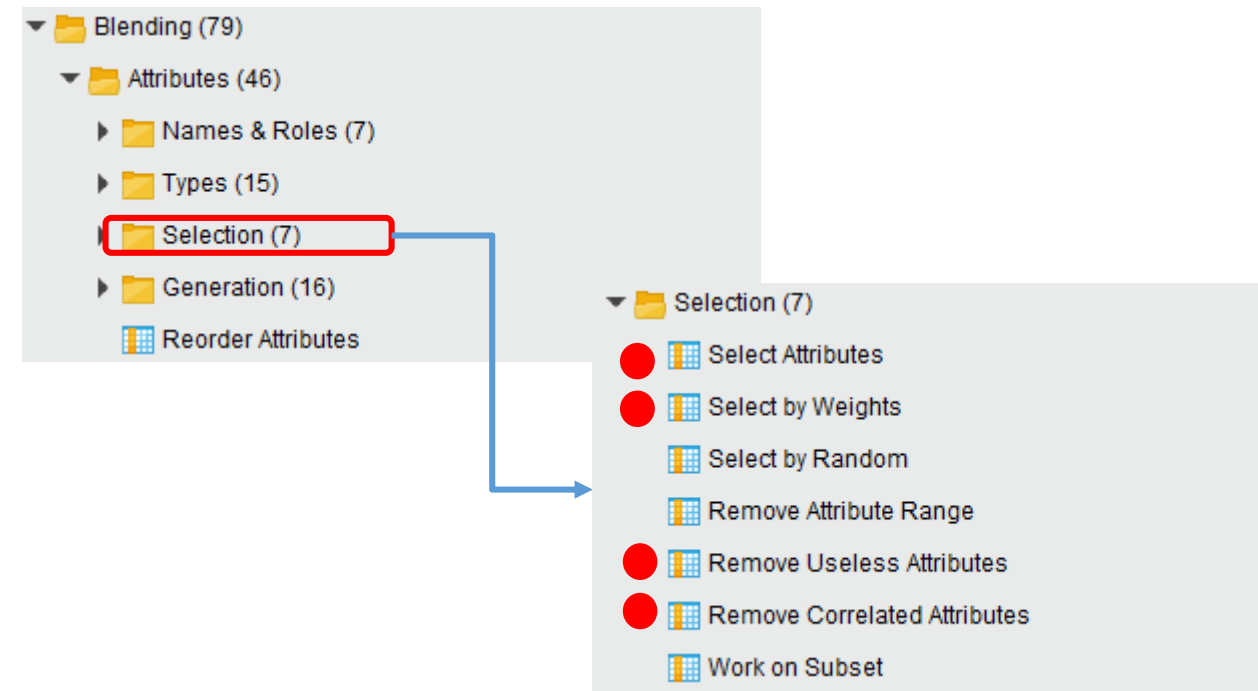 Blending (79)
Attributes (46)
Names & Roles (7)
Types (15)
Selection (7)
Generation (16)
Reorder Attributes
Selection (7)
Select Attributes
Select by Weights
Select by Random
Remove Attribute Range
Remove Useless Attributes
Remove Correlated Attributes
Work on Subset